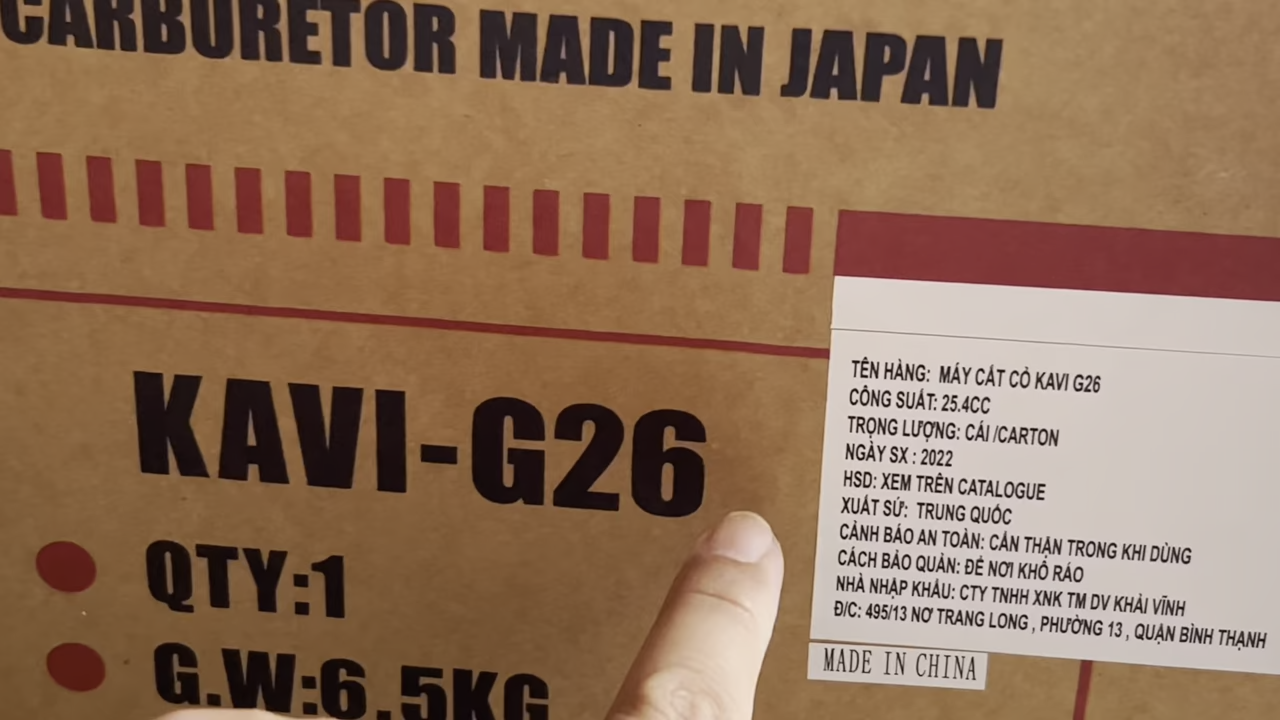 CARBURETOR MADE IN JAPAN
KAVI-G26
QTY:1
G.W:6.5KG
TÊN HÀNG: MÁY CẮT CỎ KAVI G26
CÔNG SUẤT: 25.4CC
TRỌNG LƯỢNG: CÁI /CARTON
NGÀY SX : 2022
HSD: XEM TRÊN CATALOGUE
XUẤT SỨ: TRUNG QUỐC
CẢNH BÁO AN TOÀN: CẨN THẬN TRONG KHI DÙNG
CÁCH BẢO QUẢN: ĐỂ NƠI KHÔ RÁO
NHÀ NHẬP KHẨU: CTY TNHH XNK TM DV KHẢI VĨNH
Đ/C: 495/13 NƠ TRANG LONG , PHƯỜNG 13 , QUẬN BÌNH THẠNH
MADE IN CHINA